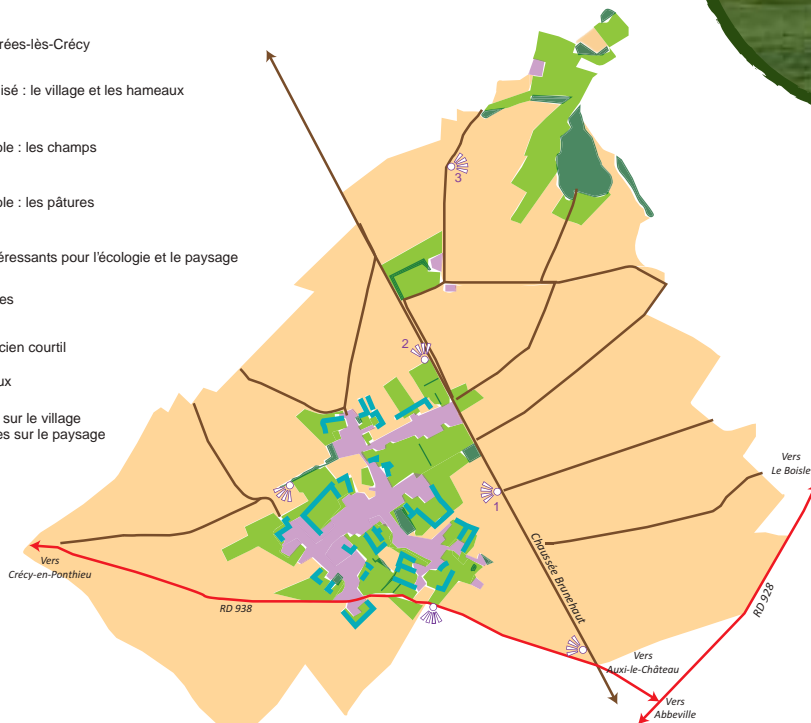 rées-lès-Crécy
isé : le village et les hameaux
ole : les champs
ole : les pâtures
éressants pour l'écologie et le paysage
es
cien courtil
ux
sur le village
es sur le paysage
3
2
1
Vers
Le Boisle
Chaussée Brunehaut
Vers
Crécy-en-Ponthieu
RD 938
RD 928
Vers
Auxi-le-Château
Vers
Abbeville